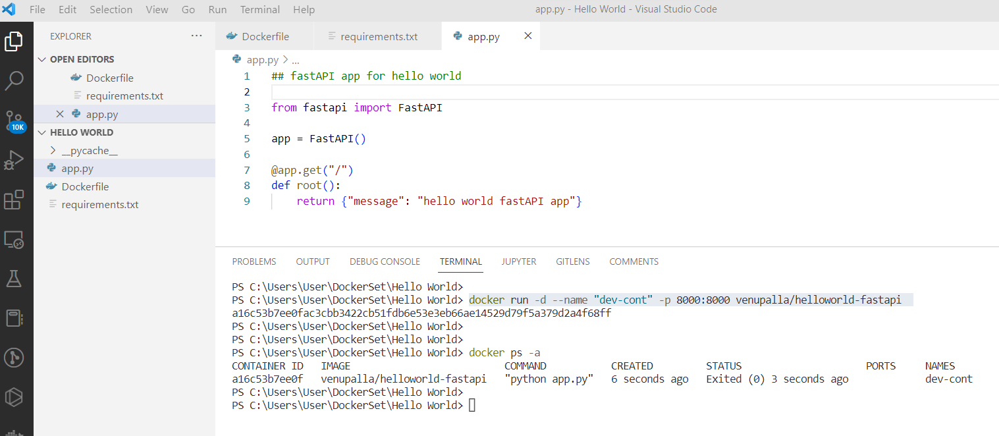 File Edit Selection View Go Run Terminal Help app.py - Hello World - Visual Studio Code
EXPLORER ...
OPEN EDITORS
Dockerfile
requirements.txt
app.py
HELLO WORLD
__pycache__
app.py
Dockerfile
requirements.txt
10K
Dockerfile requirements.txt app.py
app.py > ...
1 ## fastAPI app for hello world
2
3 from fastapi import FastAPI
4
5 app = FastAPI()
6
7 @app.get("/")
8 def root():
9 return {"message": "hello world fastAPI app"}
PROBLEMS OUTPUT DEBUG CONSOLE TERMINAL JUPYTER GITLENS COMMENTS
PS C:\Users\User\DockerSet\Hello World>
PS C:\Users\User\DockerSet\Hello World> docker run -d --name "dev-cont" -p 8000:8000 venupalla/helloworld-fastapi
a16c53b7ee0fac3cbb3422cb51fdb6e53e3eb66ae14529d79f5a379d2a4f68ff
PS C:\Users\User\DockerSet\Hello World>
PS C:\Users\User\DockerSet\Hello World>
PS C:\Users\User\DockerSet\Hello World> docker ps -a
CONTAINER ID IMAGE COMMAND CREATED STATUS PORTS NAMES
a16c53b7ee0f venupalla/helloworld-fastapi "python app.py" 6 seconds ago Exited (0) 3 seconds ago dev-cont
PS C:\Users\User\DockerSet\Hello World>
PS C:\Users\User\DockerSet\Hello World>